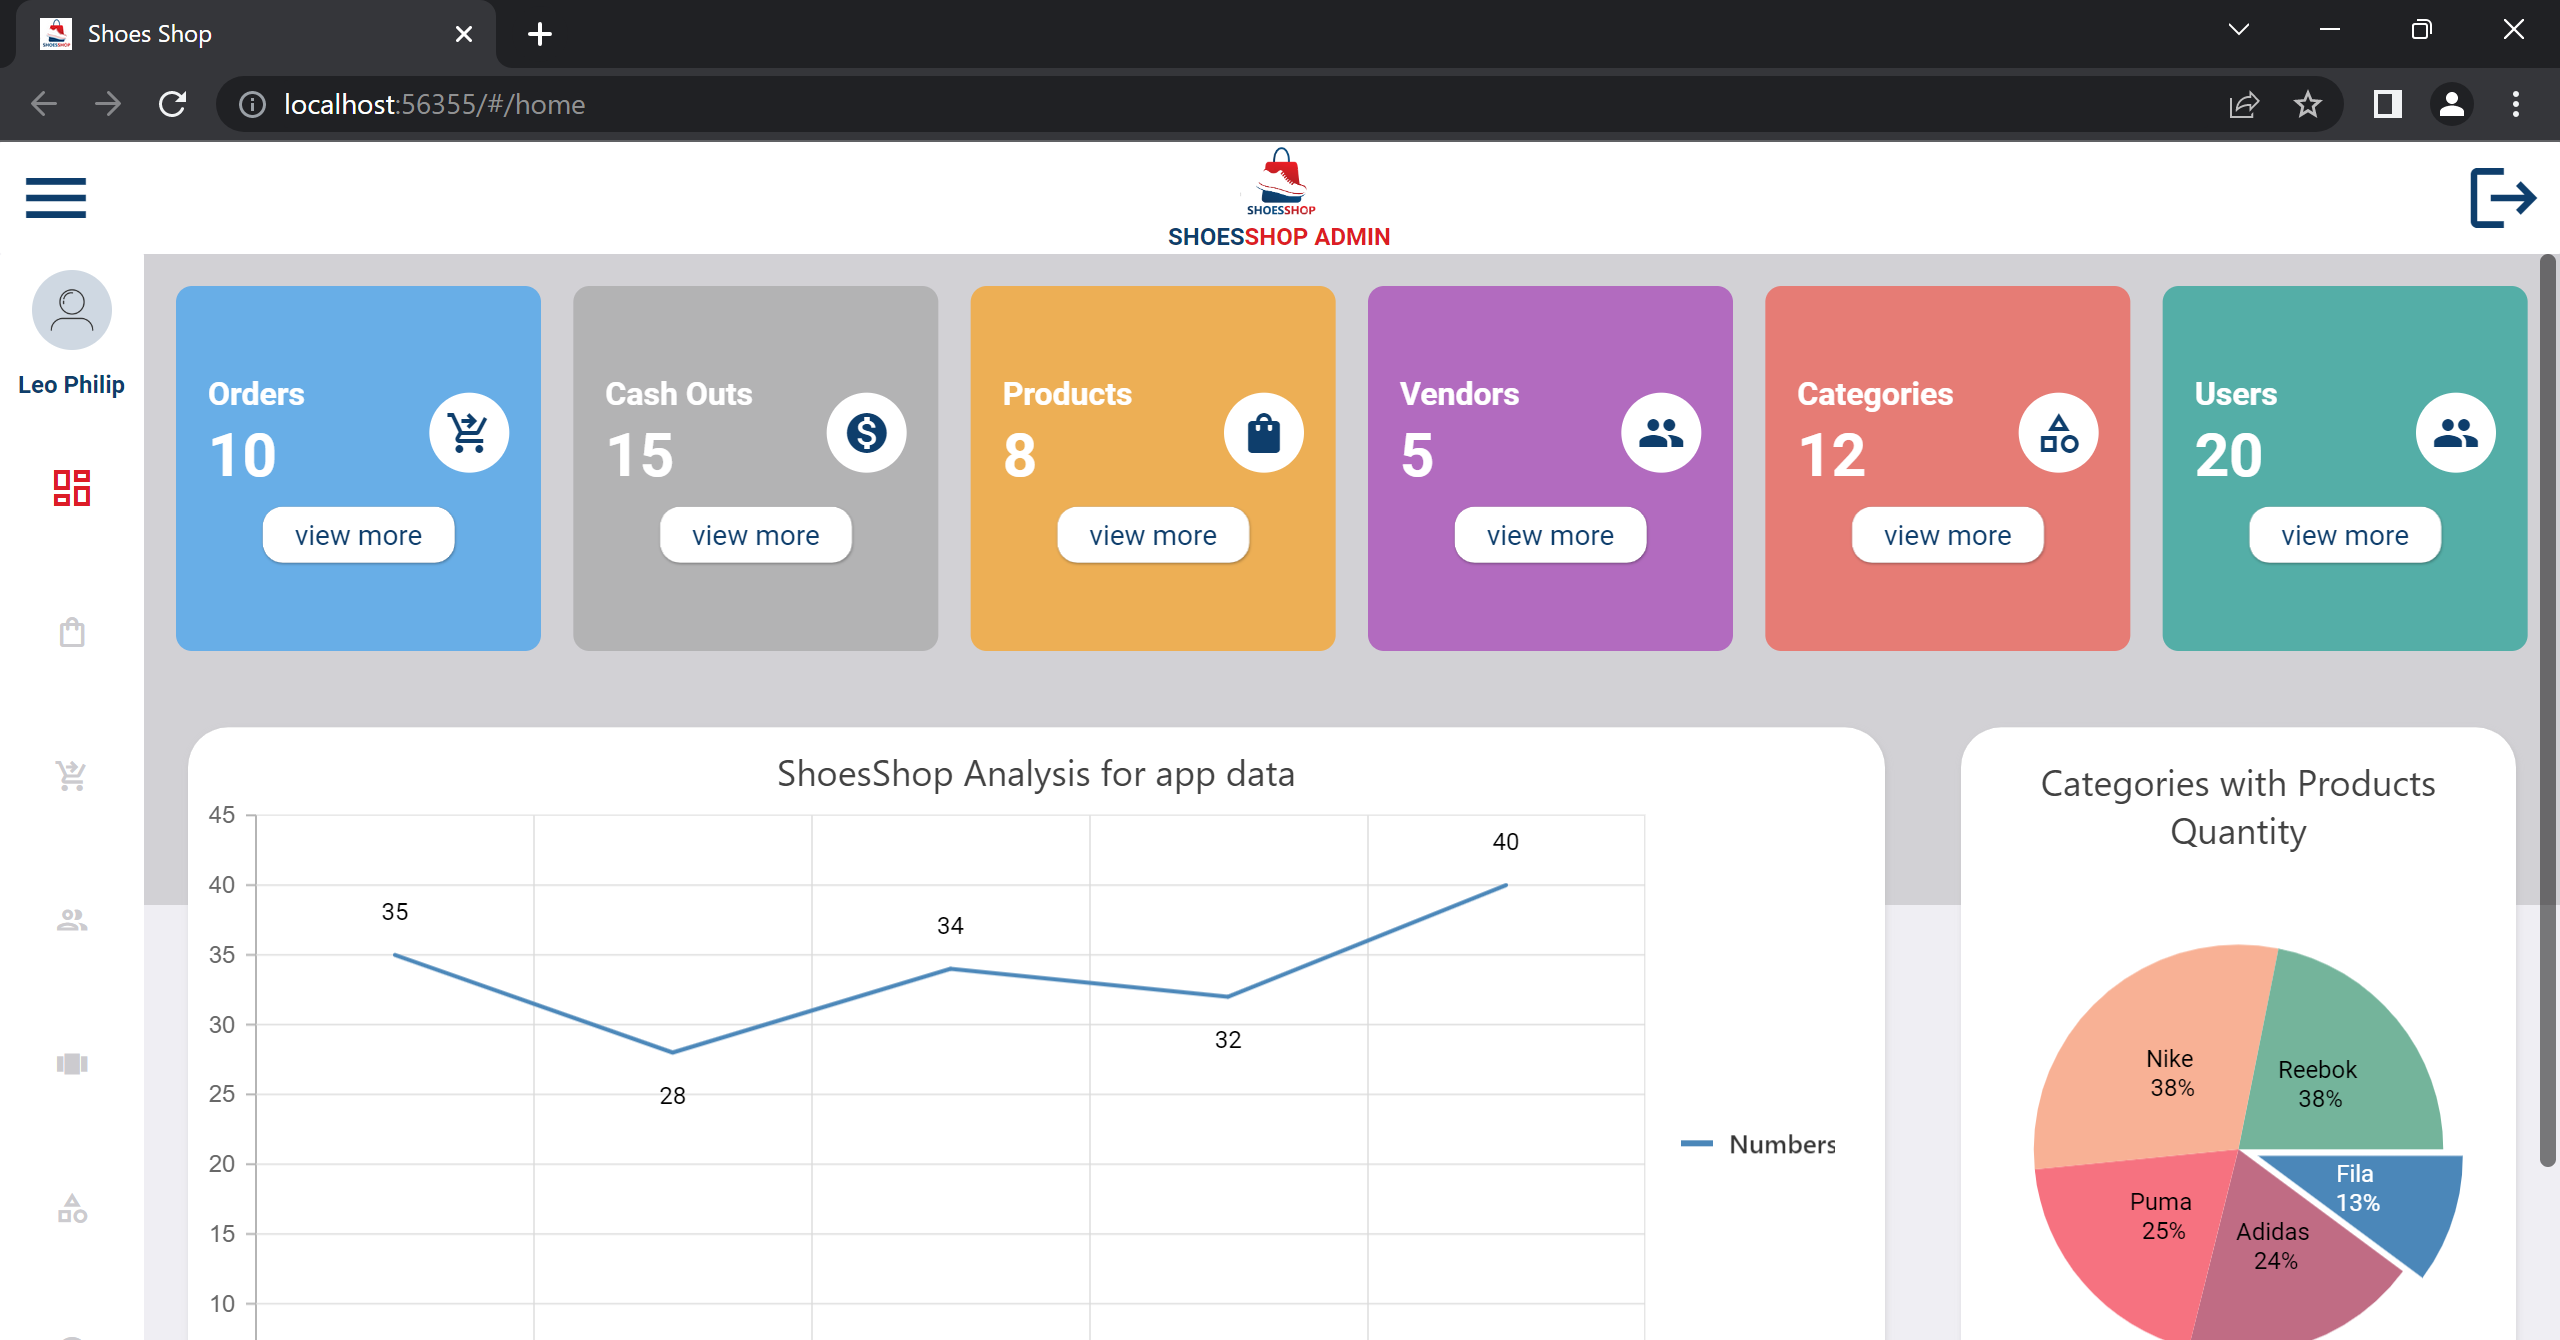 Shoes Shop
localhost:56355/#/home
SHOESSHOP
SHOESSHOP ADMIN
Leo Philip
Orders
10
view more
Cash Outs
15
view more
Products
8
view more
Vendors
5
view more
Categories
12
view more
Users
20
view more
ShoesShop Analysis for app data
45
40
35
30
25
20
15
10
35
28
34
32
40
Numbers
Categories with Products
Quantity
Nike
38%
Reebok
38%
Fila
13%
Puma
25%
Adidas
24%